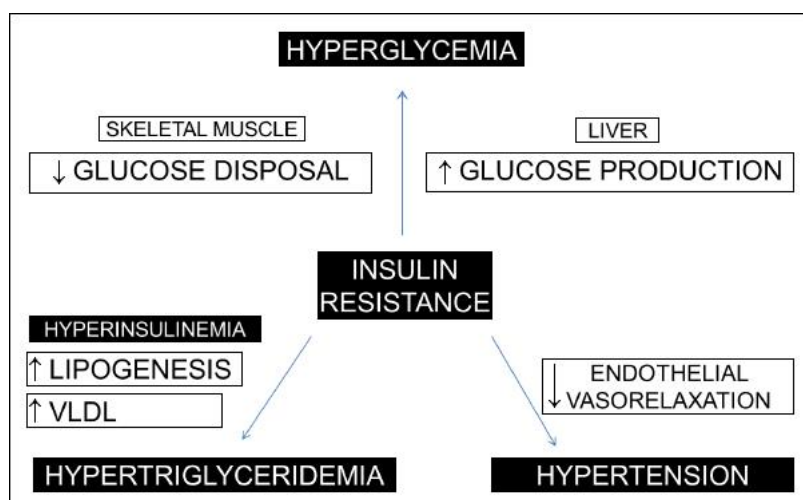 HYPERGLYCEMIA
SKELETAL MUSCLE
↓ GLUCOSE DISPOSAL
LIVER
↑ GLUCOSE PRODUCTION
INSULIN
RESISTANCE
HYPERINSULINEMIA
↑ LIPOGENESIS
↑ VLDL
↓ ENDOTHELIAL
VASORELAXATION
HYPERTRIGLYCERIDEMIA
HYPERTENSION